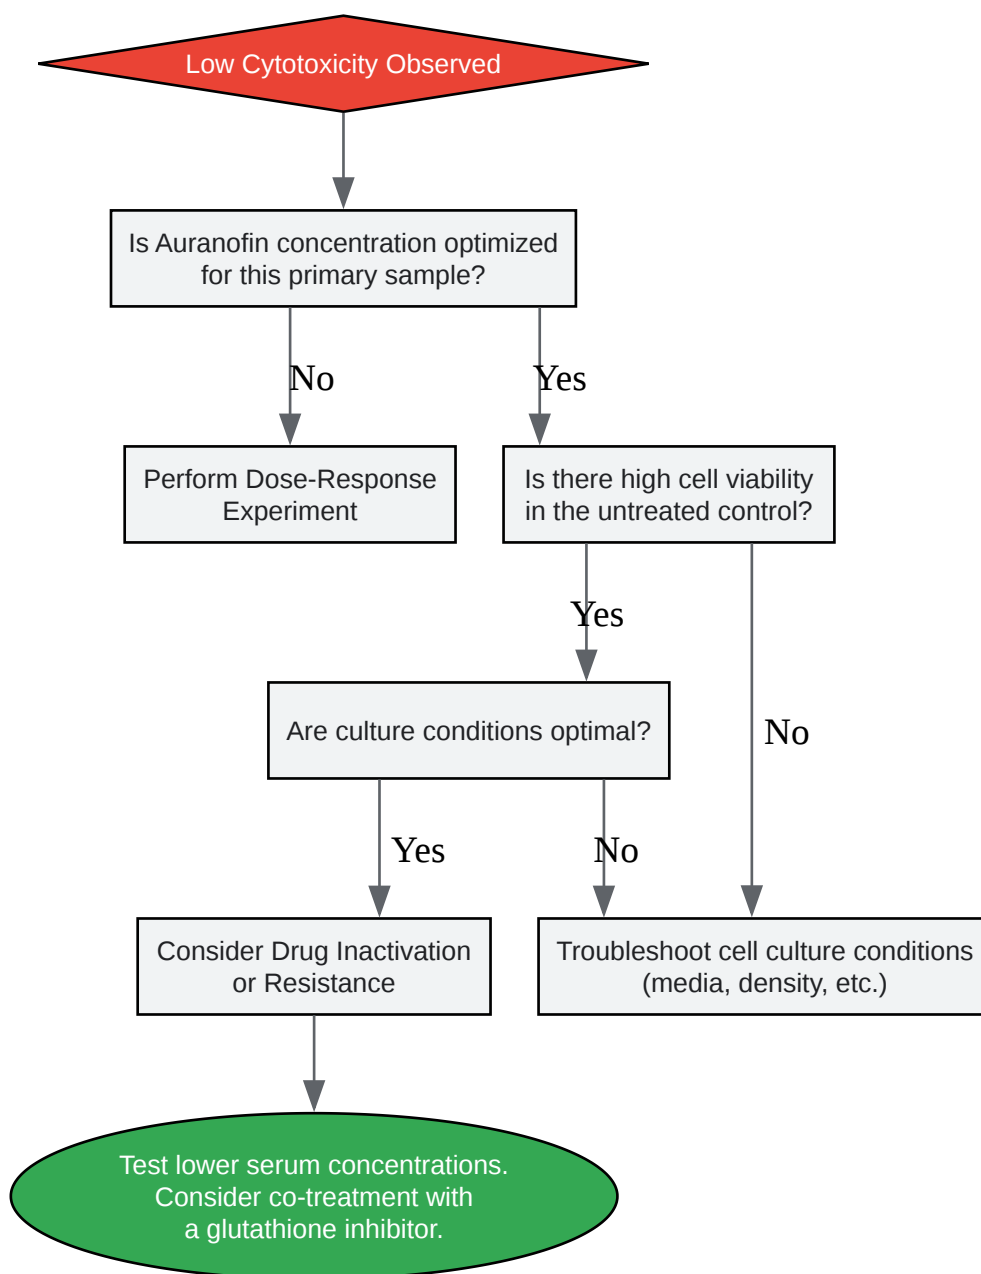 Low Cytotoxicity Observed
Is Auranofin concentration optimized
for this primary sample?
No
Yes
Perform Dose-Response
Experiment
Is there high cell viability
in the untreated control?
Yes
No
Are culture conditions optimal?
Yes
No
Consider Drug Inactivation
or Resistance
Troubleshoot cell culture conditions
(media, density, etc.)
Test lower serum concentrations.
Consider co-treatment with
a glutathione inhibitor.